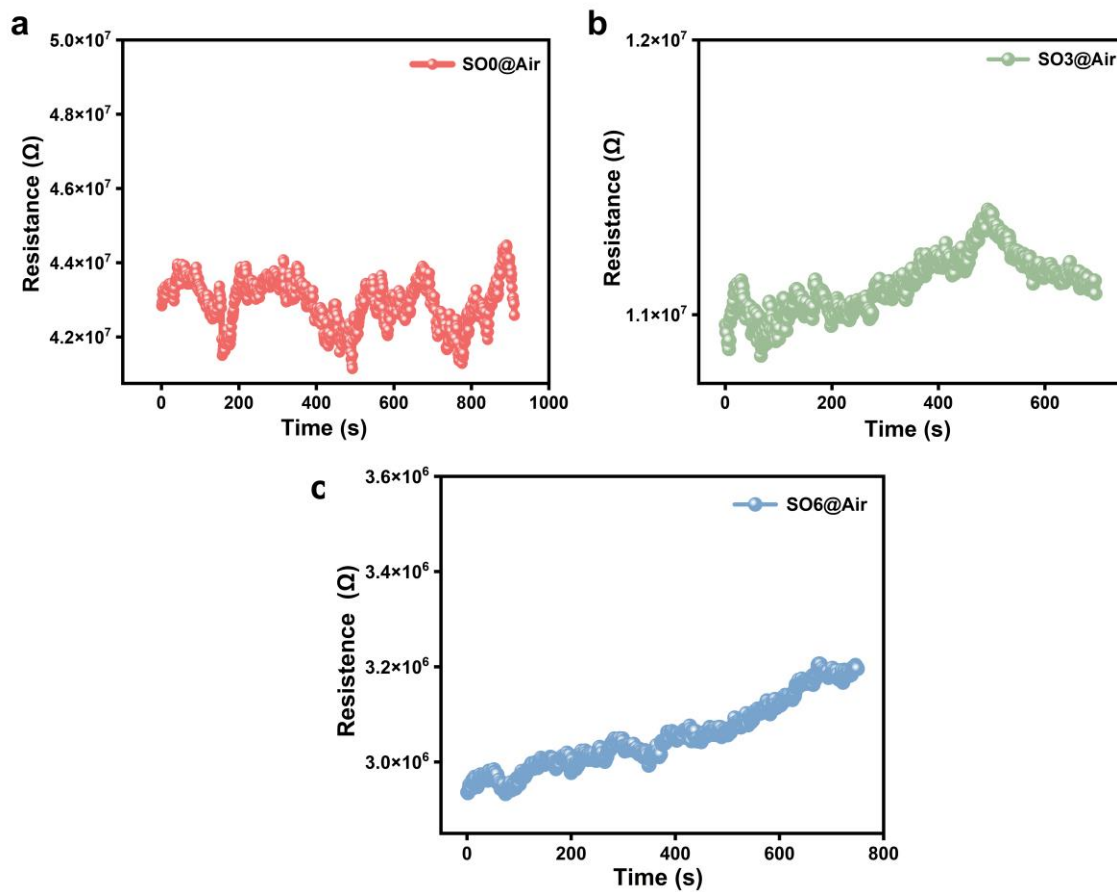 a
5.0×10⁷
4.8×10⁷
4.6×10⁷
4.4×10⁷
4.2×10⁷
Resistance (Ω)
SO0@Air
0 200 400 600 800 1000
Time (s)
b
1.2×10⁷
1.1×10⁷
Resistance (Ω)
SO3@Air
0 200 400 600
Time (s)
c
3.6×10⁶
3.4×10⁶
3.2×10⁶
3.0×10⁶
Resistence (Ω)
SO6@Air
0 200 400 600 800
Time (s)